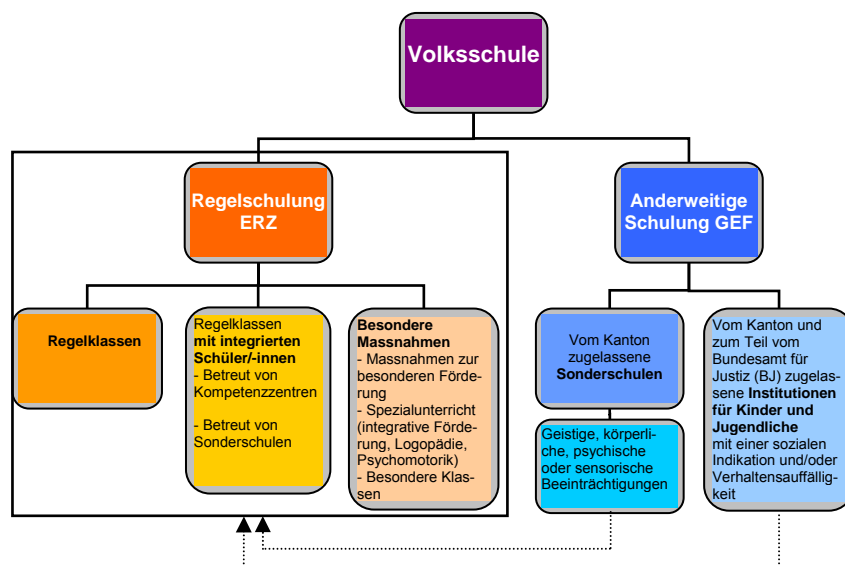 Volksschule
Regelschulung
ERZ
Anderweitige
Schulung GEF
Regelklassen
Regelklassen
mit integrierten
Schüler/-innen
- Betreut von
Kompetenzzentren
- Betreut von
Sonderschulen
Besondere
Massnahmen
- Massnahmen zur
besonderen Förde-
rung
- Spezialunterricht
(integrative Förde-
rung, Logopädie,
Psychomotorik)
- Besondere Klas-
sen
Vom Kanton
zugelassene
Sonderschulen
Geistige, körperli-
che, psychische
oder sensorische
Beeinträchtigungen
Vom Kanton und
zum Teil vom
Bundesamt für
Justiz (BJ) zugelas-
sene Institutionen
für Kinder und
Jugendliche
mit einer sozialen
Indikation und/oder
Verhaltensauffällig-
keit